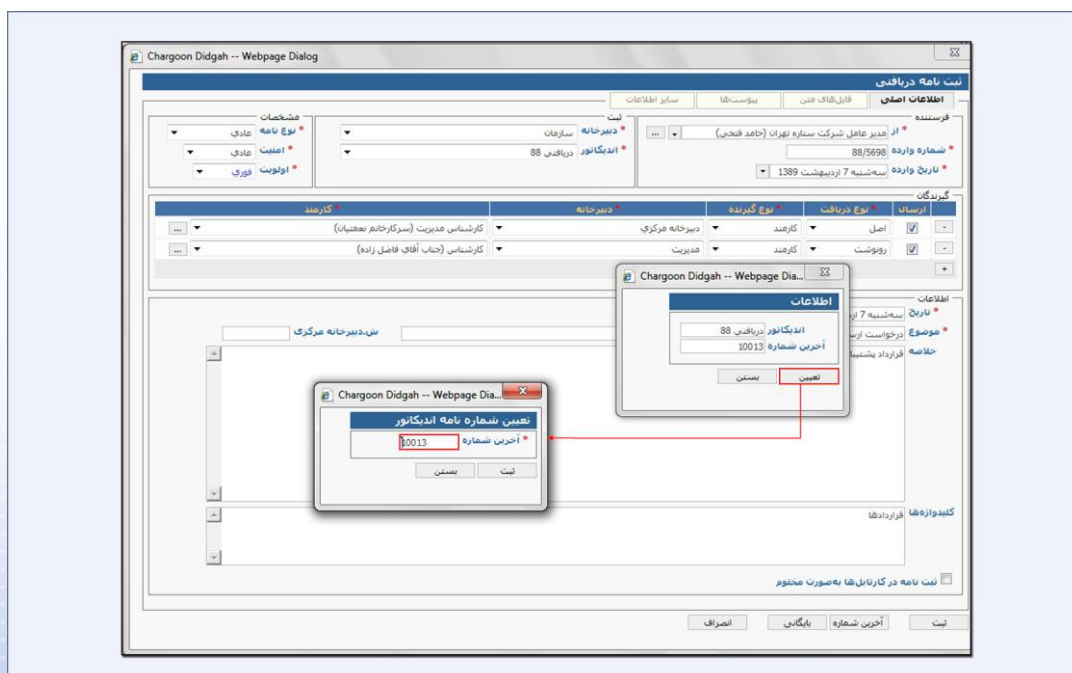 Chargoon Didgah -- Webpage Dialog
ثبت نامه دریافتی
اطلاعات اصلی فایل‌های متن پیوست‌ها سایر اطلاعات
فرستنده
* از مدیر عامل شرکت ستاره تهران (حامد فتحی) ...
* شماره وارده 88/5698
* تاریخ وارده سه‌شنبه 7 اردیبهشت 1389
ثبت
* دبیرخانه سازمان
* اندیکاتور دریافتی 88
مشخصات
* نوع نامه عادی
* امنیت عادی
* اولویت فوری
گیرندگان
ارسال * نوع دریافت * نوع گیرنده * دبیرخانه * کارمند
- اصل کارمند دبیرخانه مرکزی کارشناس مدیریت (سرکارخانم نعمتیان) ...
- رونوشت کارمند مدیریت کارشناس (جناب آقای فاضل زاده) ...
+
اطلاعات
* تاریخ سه‌شنبه 7
* موضوع درخواست
ش.دبیرخانه مرکزی
خلاصه قرارداد
Chargoon Didgah -- Webpage Dia...
اطلاعات
اندیکاتور دریافتی 88
آخرین شماره 10013
تعیین بستن
Chargoon Didgah -- Webpage Dia...
تعیین شماره نامه اندیکاتور
* آخرین شماره 10013
ثبت بستن
کلیدواژه‌ها قراردادها
ثبت نامه در کارتابل‌ها به‌صورت مختوم
ثبت آخرین شماره بایگانی انصراف